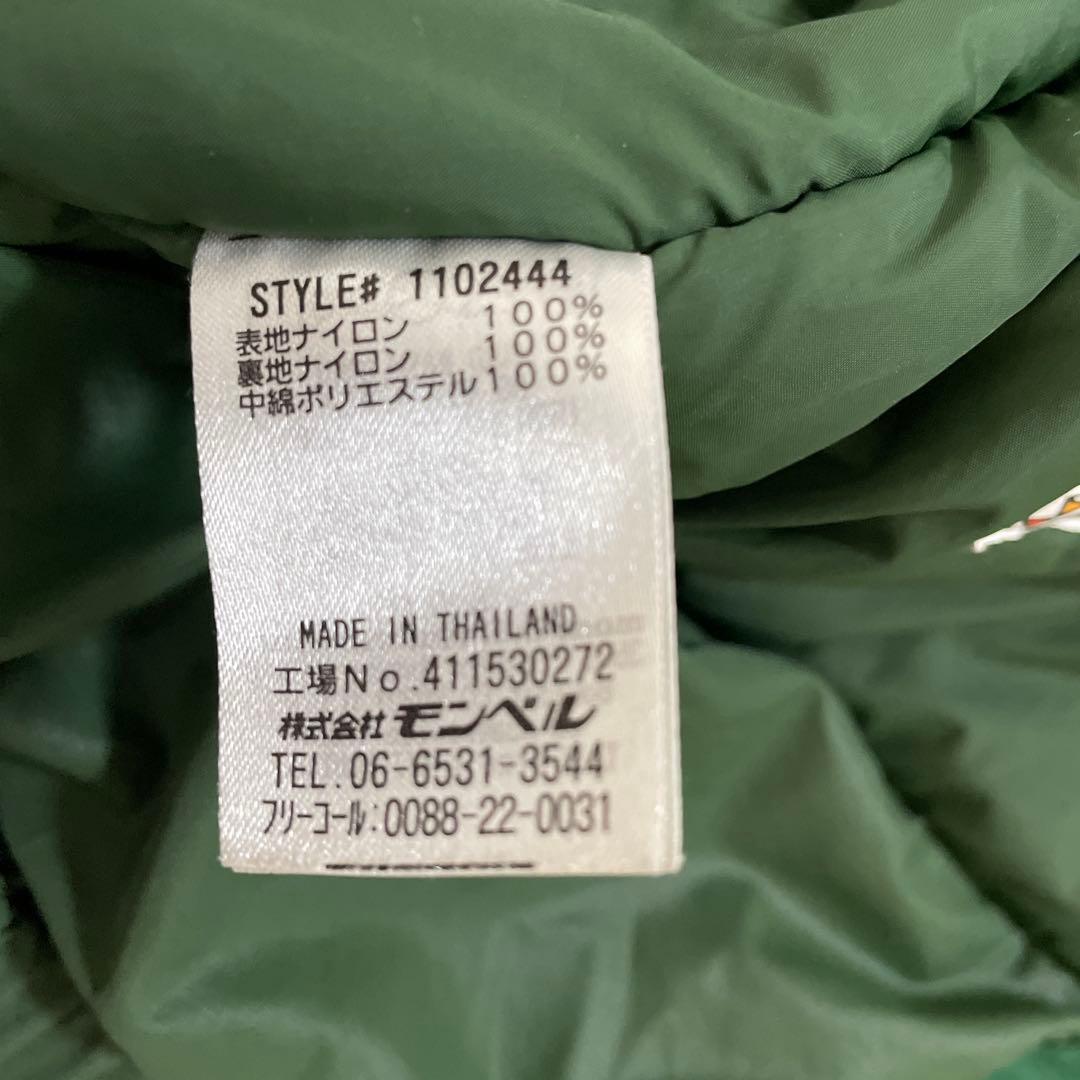 STYLE# 1102444
表地ナイロン 100%
裏地ナイロン 100%
中綿ポリエステル100%
MADE IN THAILAND
工場No.411530272
株式会社 モンベル
TEL.06-6531-3544
フリーコール:0088-22-0031